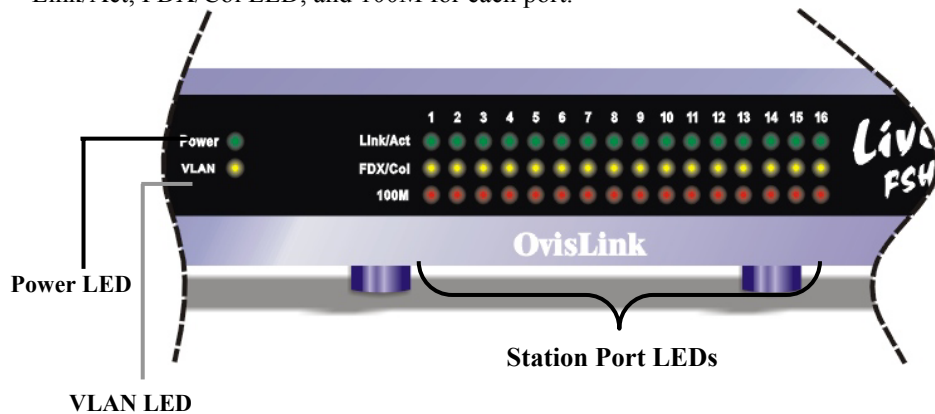 Link/Act, FDX/Col LED, and 100M for each port.
1 2 3 4 5 6 7 8 9 10 11 12 13 14 15 16
Power Link/Act
VLAN FDX/Col
100M
OvisLink
Power LED
Station Port LEDs
VLAN LED